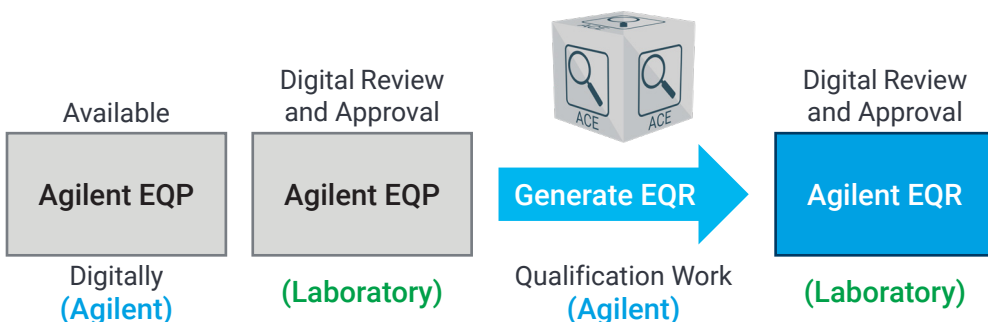 Available
Agilent EQP
Digitally
(Agilent)
Digital Review
and Approval
Agilent EQP
(Laboratory)
ACE
ACE
ACE
Generate EQR
Qualification Work
(Agilent)
Digital Review
and Approval
Agilent EQR
(Laboratory)